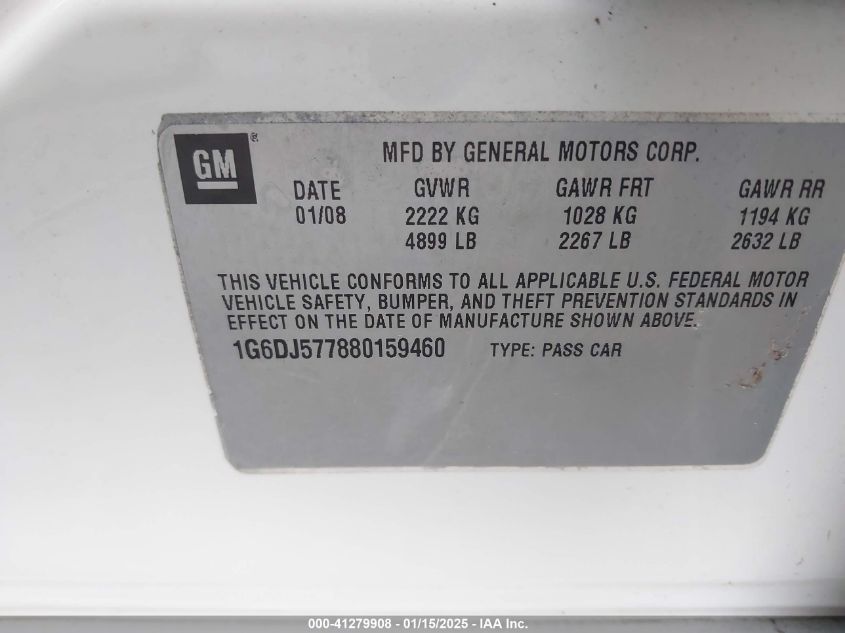 GM ®
MFD BY GENERAL MOTORS CORP.
DATE GVWR GAWR FRT GAWR RR
01/08 2222 KG 1028 KG 1194 KG
4899 LB 2267 LB 2632 LB
THIS VEHICLE CONFORMS TO ALL APPLICABLE U.S. FEDERAL MOTOR
VEHICLE SAFETY, BUMPER, AND THEFT PREVENTION STANDARDS IN
EFFECT ON THE DATE OF MANUFACTURE SHOWN ABOVE.
1G6DJ577880159460 TYPE: PASS CAR
000-41279908 - 01/15/2025 - IAA Inc.